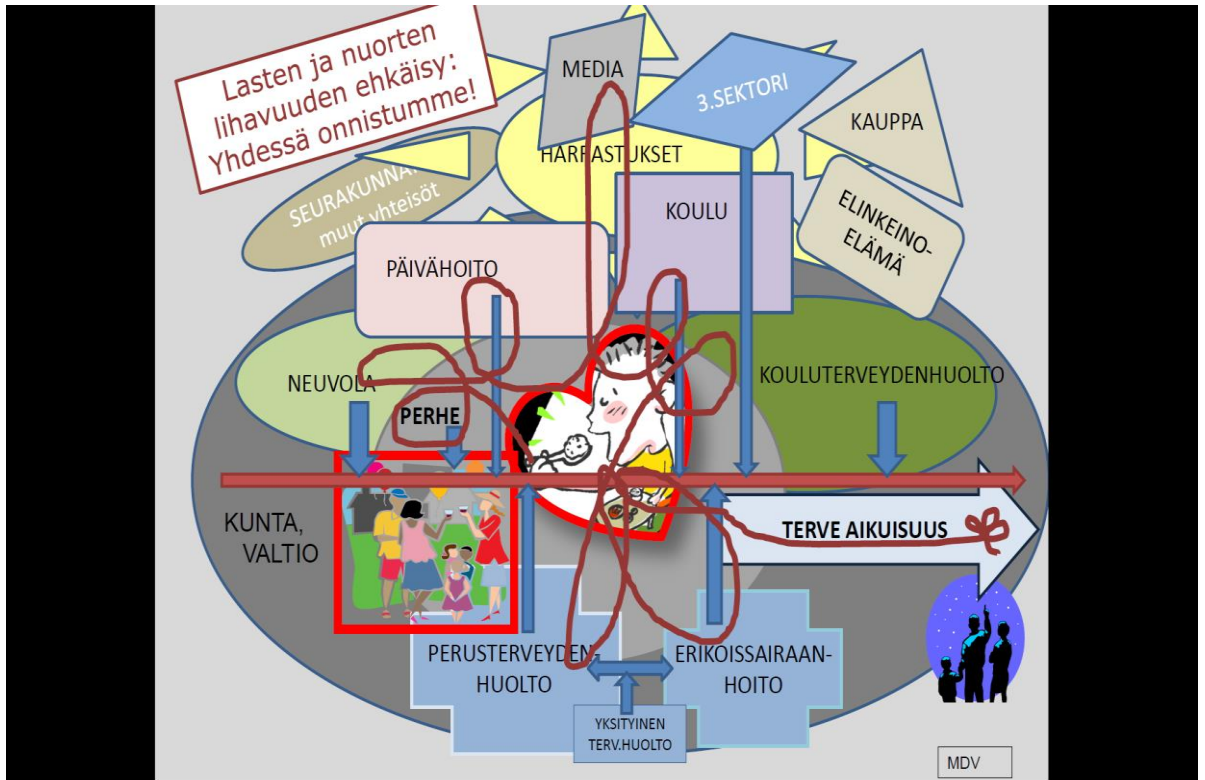 Lasten ja nuorten
lihavuuden ehkäisy:
Yhdessä onnistumme!
MEDIA
3.SEKTORI
KAUPPA
HARRASTUKSET
SEURAKUNNA
muut yhteisöt
KOULU
ELINKEINO-
ELÄMÄ
PÄIVÄHOITO
NEUVOLA
KOULUTERVEYDENHUOLTO
PERHE
KUNTA,
VALTIO
TERVE AIKUISUUS
PERUSTERVEYDEN-
HUOLTO
ERIKOISSAIRAAN-
HOITO
YKSITYINEN
TERV.HUOLTO
MDV